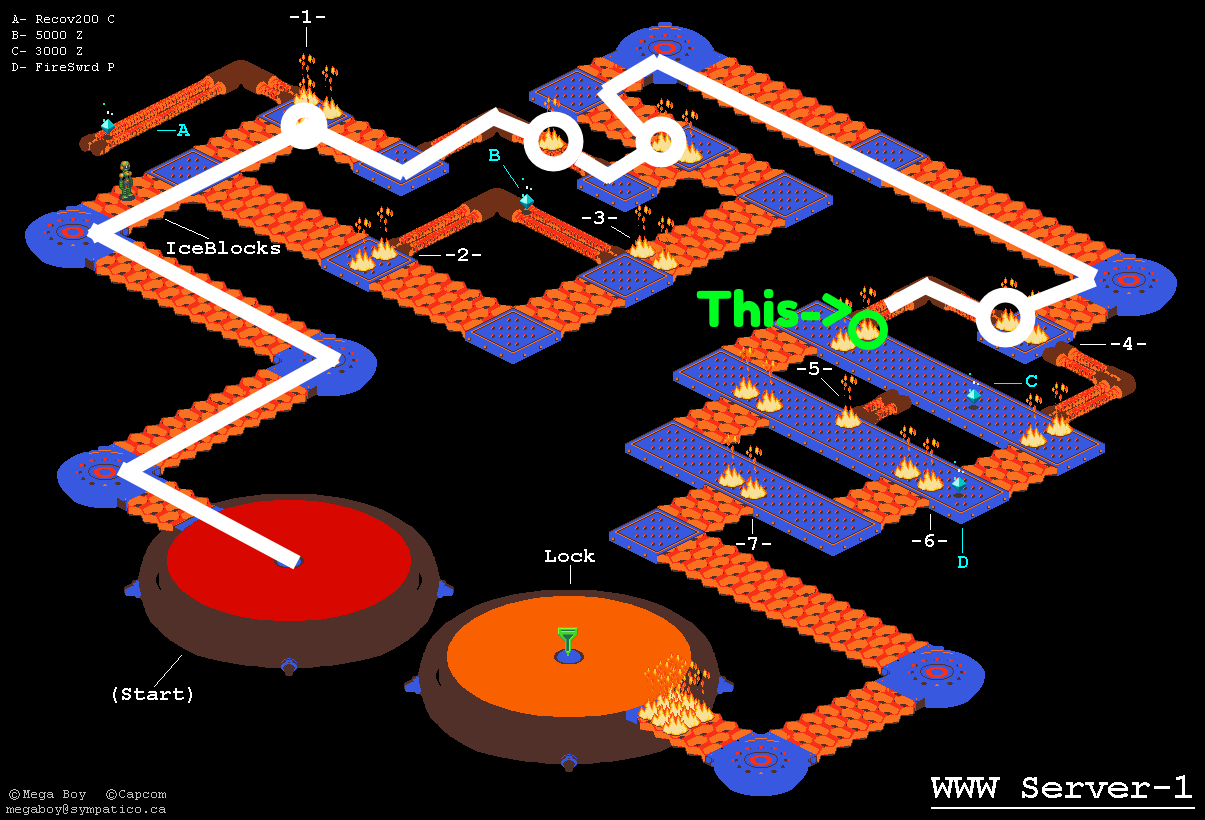 A- Recov200 C
B- 5000 Z
C- 3000 Z
D- FireSwrd P
-1-
A
B
-3-
IceBlocks
-2-
This->
-4-
-5-
C
-7-
-6-
Lock
D
(Start)
WWW Server-1
©Mega Boy ©Capcom
megaboy@sympatico.ca